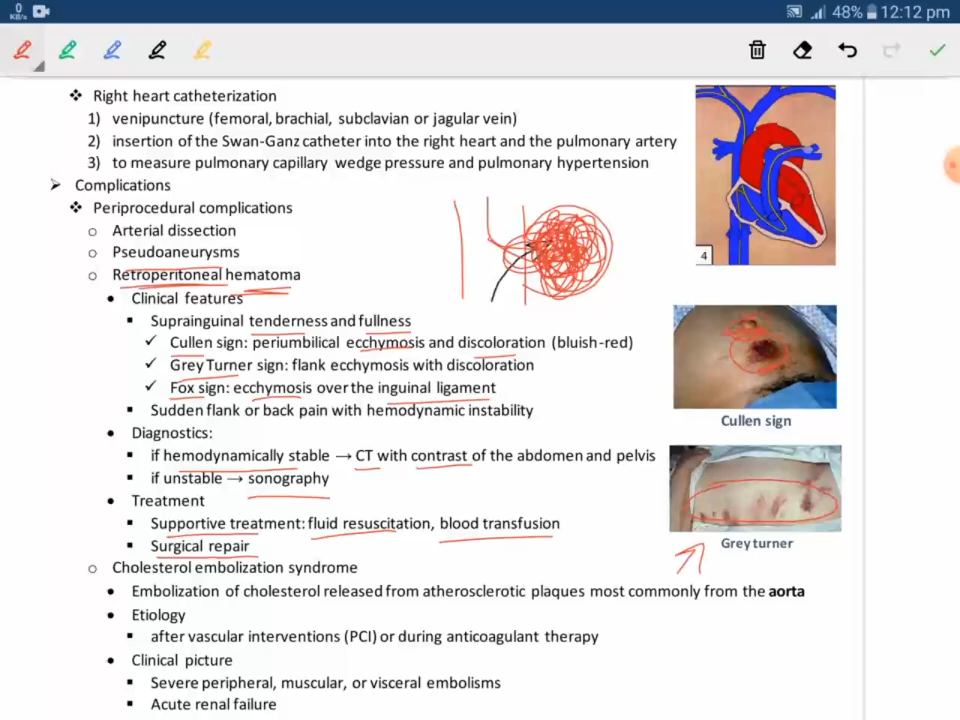 0
KB/s
48% 12:12 pm
❖ Right heart catheterization
1) venipuncture (femoral, brachial, subclavian or jagular vein)
2) insertion of the Swan-Ganz catheter into the right heart and the pulmonary artery
3) to measure pulmonary capillary wedge pressure and pulmonary hypertension
4
➢ Complications
❖ Periprocedural complications
o Arterial dissection
o Pseudoaneurysms
o Retroperitoneal hematoma
• Clinical features
▪ Suprainguinal tenderness and fullness
✓ Cullen sign: periumbilical ecchymosis and discoloration (bluish-red)
✓ Grey Turner sign: flank ecchymosis with discoloration
✓ Fox sign: ecchymosis over the inguinal ligament
▪ Sudden flank or back pain with hemodynamic instability
Cullen sign
• Diagnostics:
▪ if hemodynamically stable → CT with contrast of the abdomen and pelvis
▪ if unstable → sonography
• Treatment
▪ Supportive treatment: fluid resuscitation, blood transfusion
▪ Surgical repair
Grey turner
o Cholesterol embolization syndrome
• Embolization of cholesterol released from atherosclerotic plaques most commonly from the aorta
• Etiology
▪ after vascular interventions (PCI) or during anticoagulant therapy
• Clinical picture
▪ Severe peripheral, muscular, or visceral embolisms
▪ Acute renal failure